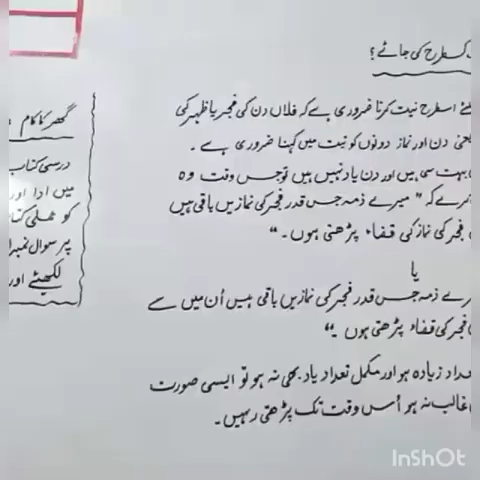 کسطرح کی جائے؟
اسطرح نیت کرنا ضروری ہے کہ فلاں دن کی فجر یا ظہر کی
یعنی دن اور نماز دونوں کو نیت میں کہنا ضروری ہے ۔
بہت سی ہیں اور دن یاد نہیں ہیں تو جس وقت وہ
کہ " میرے ذمہ جس قدر فجر کی نمازیں باقی ہیں
فجر کی نماز کی قضاء پڑھتی ہوں ۔ "
یا
ذمہ جس قدر فجر کی نمازیں باقی ہیں اُن میں سے
فجر کی قضاء پڑھتی ہوں ۔"
زیادہ ہو اور مکمل تعداد یاد بھی نہ ہو تو ایسی صورت
غالب نہ ہو اُس وقت تک پڑھتی رہیں ۔
گھر کا کام :
درسی کتاب
میں ادا اور
کو عملی
پر سوال نمبر
لکھیئے اور
InShOt